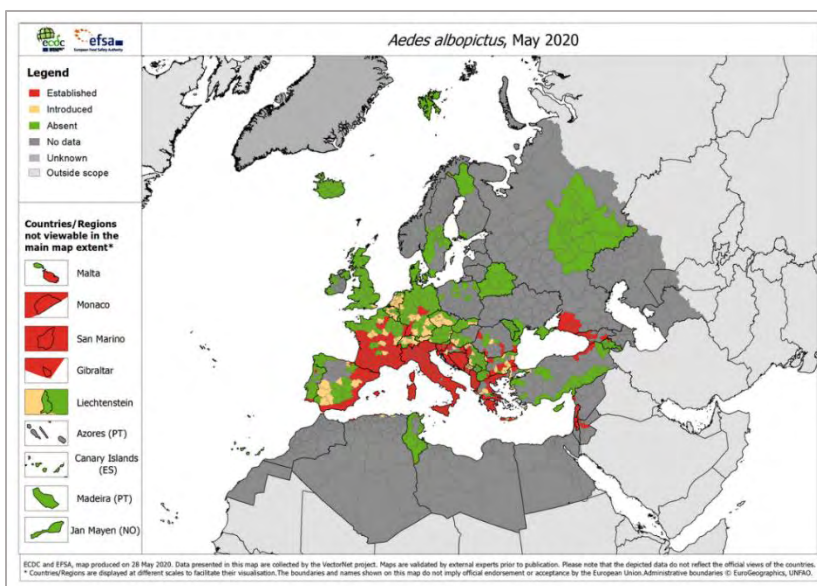 ecdc
efsa
European Food Safety Authority
Aedes albopictus, May 2020
Legend
Established
Introduced
Absent
No data
Unknown
Outside scope
Countries/Regions
not viewable in the
main map extent*
Malta
Monaco
San Marino
Gibraltar
Liechtenstein
Azores (PT)
Canary Islands
(ES)
Madeira (PT)
Jan Mayen (NO)
ECDC and EFSA, map produced on 28 May 2020. Data presented in this map are collected by the VectorNet project. Maps are validated by external experts prior to publication. Please note that the depicted data do not reflect the official views of the countries.
* Countries/Regions are displayed at different scales to facilitate their visualisation.The boundaries and names shown on this map do not imply official endorsement or acceptance by the European Union.Administrative boundaries © EuroGeographics, UNFAO.